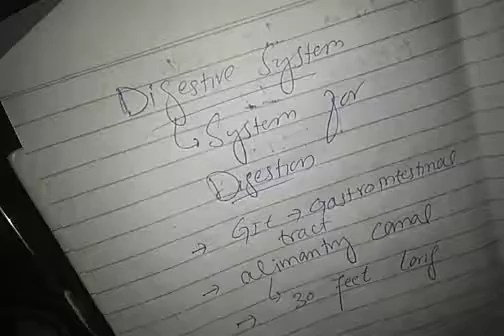 Digestive System
↳ System for
Digestion
→ GIt → Gastrointestinal
tract
→ alimantry canal
↳
→ 30 feet long